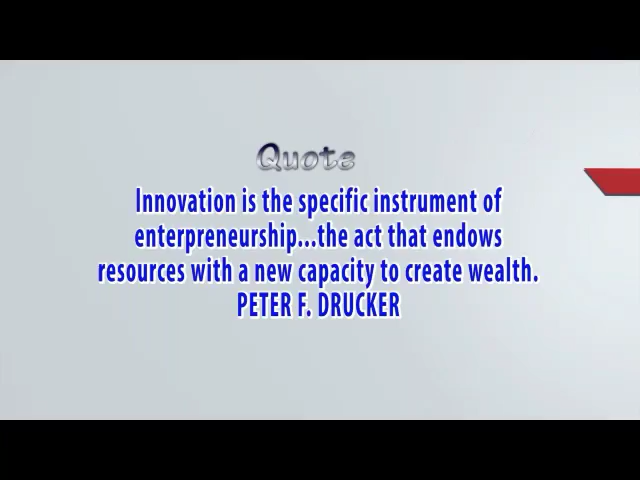 Quote
Innovation is the specific instrument of
enterpreneurship...the act that endows
resources with a new capacity to create wealth.
PETER F. DRUCKER